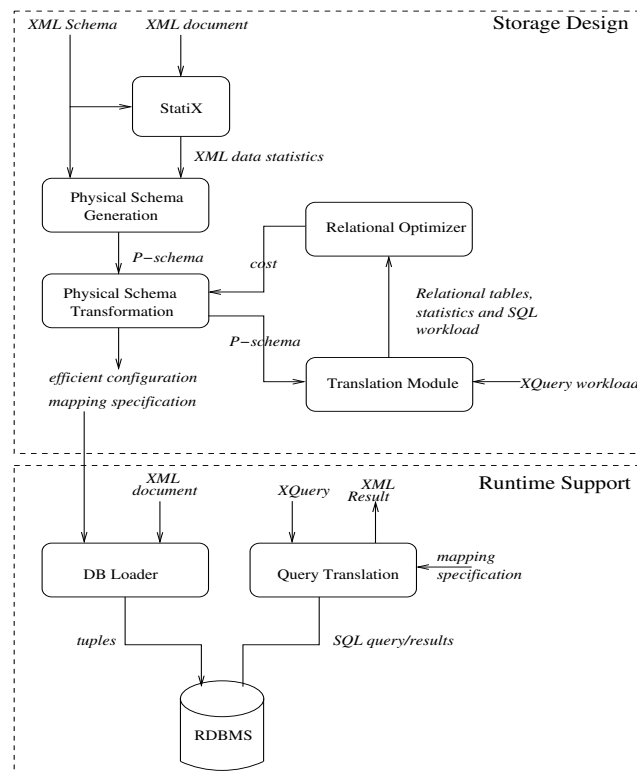 XML Schema
XML document
Storage Design
StatiX
XML data statistics
Physical Schema
Generation
Relational Optimizer
P−schema
cost
Physical Schema
Transformation
Relational tables,
statistics and SQL
workload
P−schema
efficient configuration
mapping specification
Translation Module
XQuery workload
Runtime Support
XML
document
XQuery
XML
Result
mapping
specification
DB Loader
Query Translation
tuples
SQL query/results
RDBMS